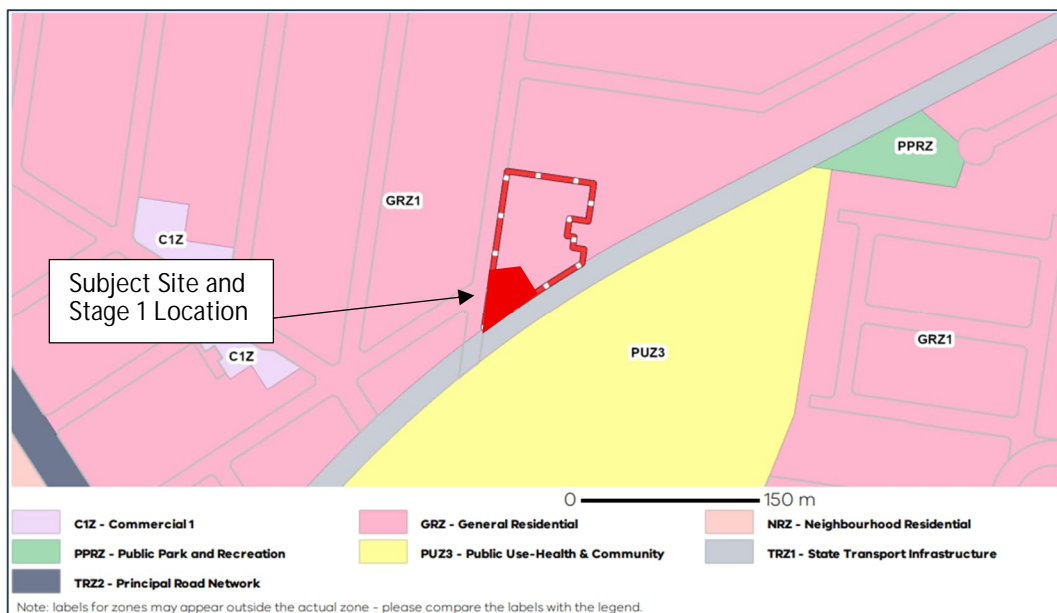 PPRZ
GRZ1
C1Z
Subject Site and
Stage 1 Location
GRZ1
C1Z
PUZ3
0 150 m
C1Z - Commercial 1
GRZ - General Residential
NRZ - Neighbourhood Residential
PPRZ - Public Park and Recreation
PUZ3 - Public Use-Health & Community
TRZ1 - State Transport Infrastructure
TRZ2 - Principal Road Network
Note: labels for zones may appear outside the actual zone - please compare the labels with the legend.